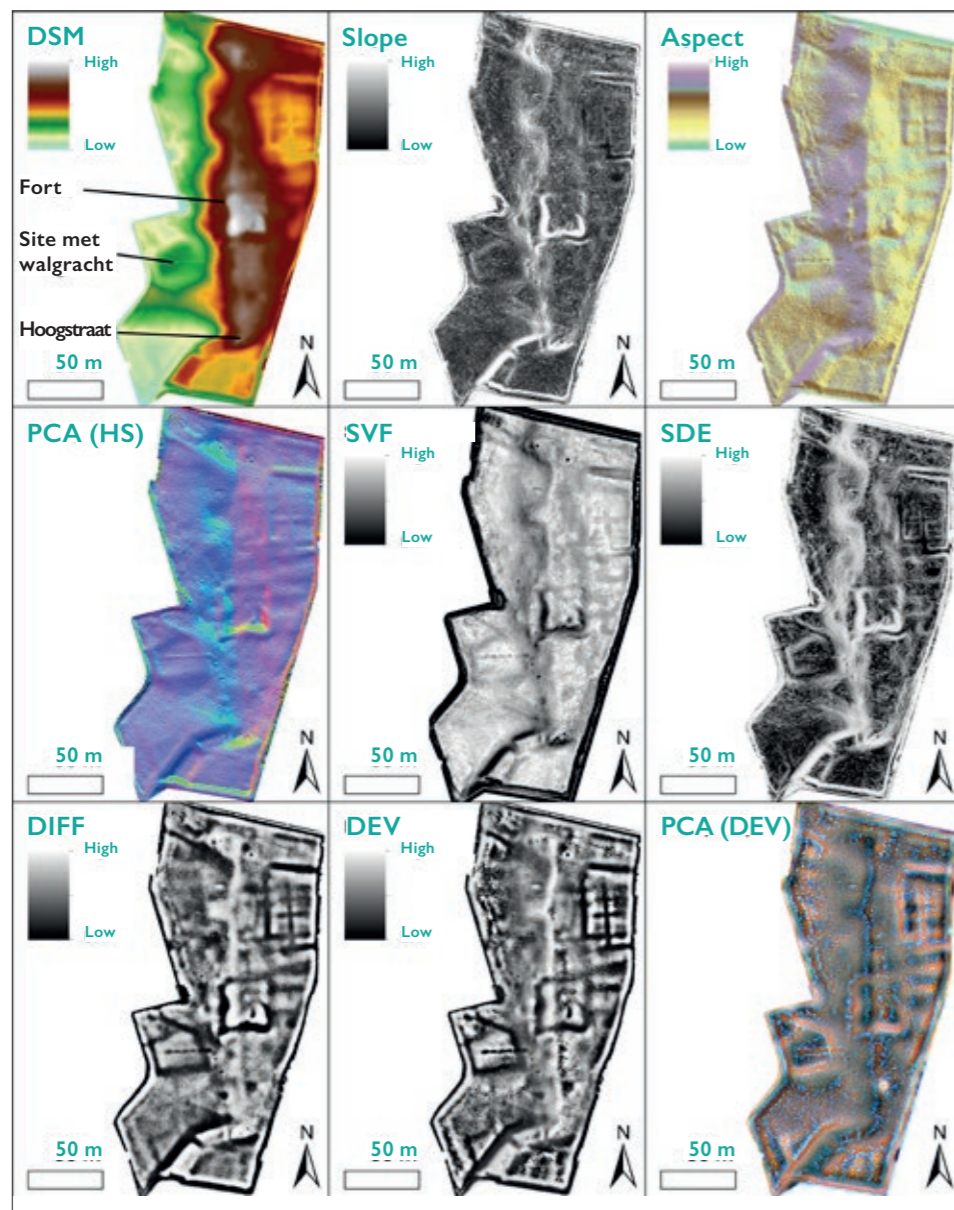 DSM
High
Low
Fort
Site met
walgracht
Hoogstraat
50 m
N
Slope
High
Low
50 m
N
Aspect
High
Low
50 m
N
PCA (HS)
50 m
N
SVF
High
Low
50 m
N
SDE
High
Low
50 m
N
DIFF
High
Low
50 m
N
DEV
High
Low
50 m
N
PCA (DEV)
50 m
N